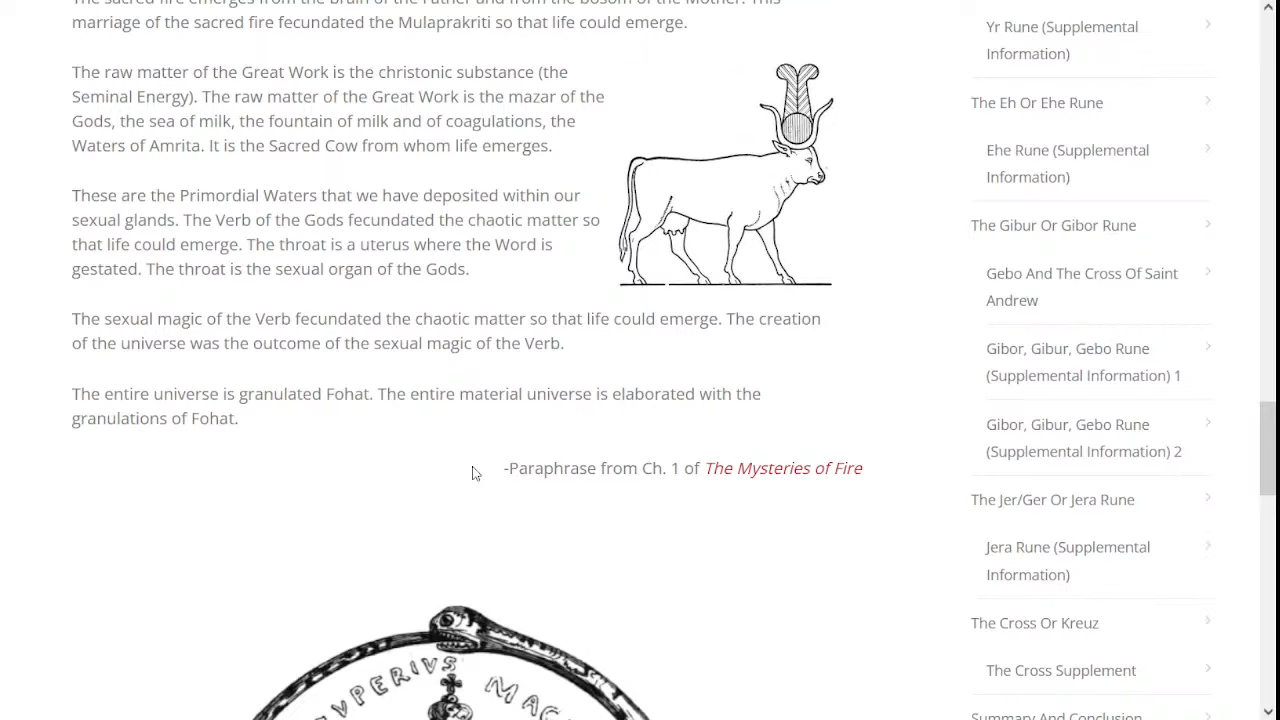 The sacred fire emerges from the brain of the Father and from the bosom of the Mother. This
marriage of the sacred fire fecundated the Mulaprakriti so that life could emerge.
The raw matter of the Great Work is the christonic substance (the
Seminal Energy). The raw matter of the Great Work is the mazar of the
Gods, the sea of milk, the fountain of milk and of coagulations, the
Waters of Amrita. It is the Sacred Cow from whom life emerges.
These are the Primordial Waters that we have deposited within our
sexual glands. The Verb of the Gods fecundated the chaotic matter so
that life could emerge. The throat is a uterus where the Word is
gestated. The throat is the sexual organ of the Gods.
The sexual magic of the Verb fecundated the chaotic matter so that life could emerge. The creation
of the universe was the outcome of the sexual magic of the Verb.
The entire universe is granulated Fohat. The entire material universe is elaborated with the
granulations of Fohat.
-Paraphrase from Ch. 1 of The Mysteries of Fire
Yr Rune (Supplemental
Information)
The Eh Or Ehe Rune
Ehe Rune (Supplemental
Information)
The Gibur Or Gibor Rune
Gebo And The Cross Of Saint
Andrew
Gibor, Gibur, Gebo Rune
(Supplemental Information) 1
Gibor, Gibur, Gebo Rune
(Supplemental Information) 2
The Jer/Ger Or Jera Rune
Jera Rune (Supplemental
Information)
The Cross Or Kreuz
The Cross Supplement
Summary And Conclusion